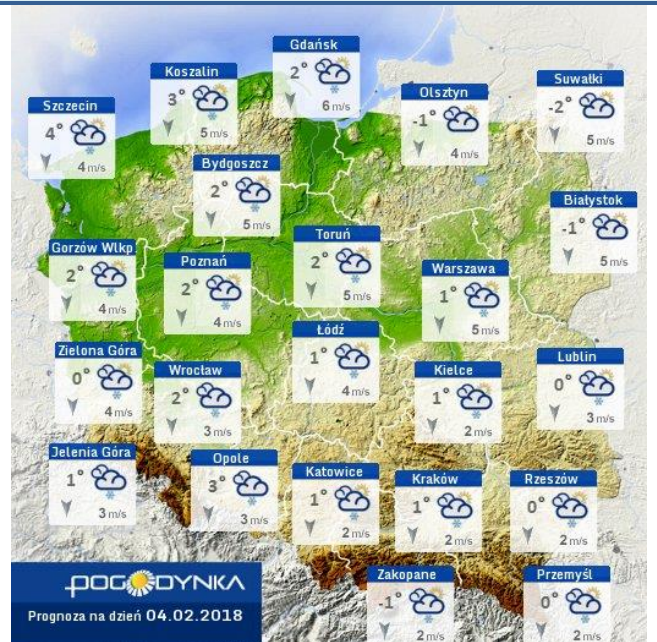 Gdańsk
2°
6 m/s
Koszalin
3°
5 m/s
Suwałki
-2°
5 m/s
Olsztyn
-1°
4 m/s
Szczecin
4°
4 m/s
Bydgoszcz
2°
5 m/s
Białystok
-1°
5 m/s
Toruń
2°
5 m/s
Gorzów Wlkp
2°
4 m/s
Poznań
2°
4 m/s
Warszawa
1°
5 m/s
Łódź
1°
4 m/s
Zielona Góra
0°
4 m/s
Lublin
0°
3 m/s
Wrocław
2°
3 m/s
Kielce
1°
2 m/s
Jelenia Góra
1°
3 m/s
Opole
3°
3 m/s
Katowice
1°
2 m/s
Kraków
1°
2 m/s
Rzeszów
0°
2 m/s
Zakopane
-1°
2 m/s
Przemyśl
0°
2 m/s
POGODYNKA
Prognoza na dzień 04.02.2018